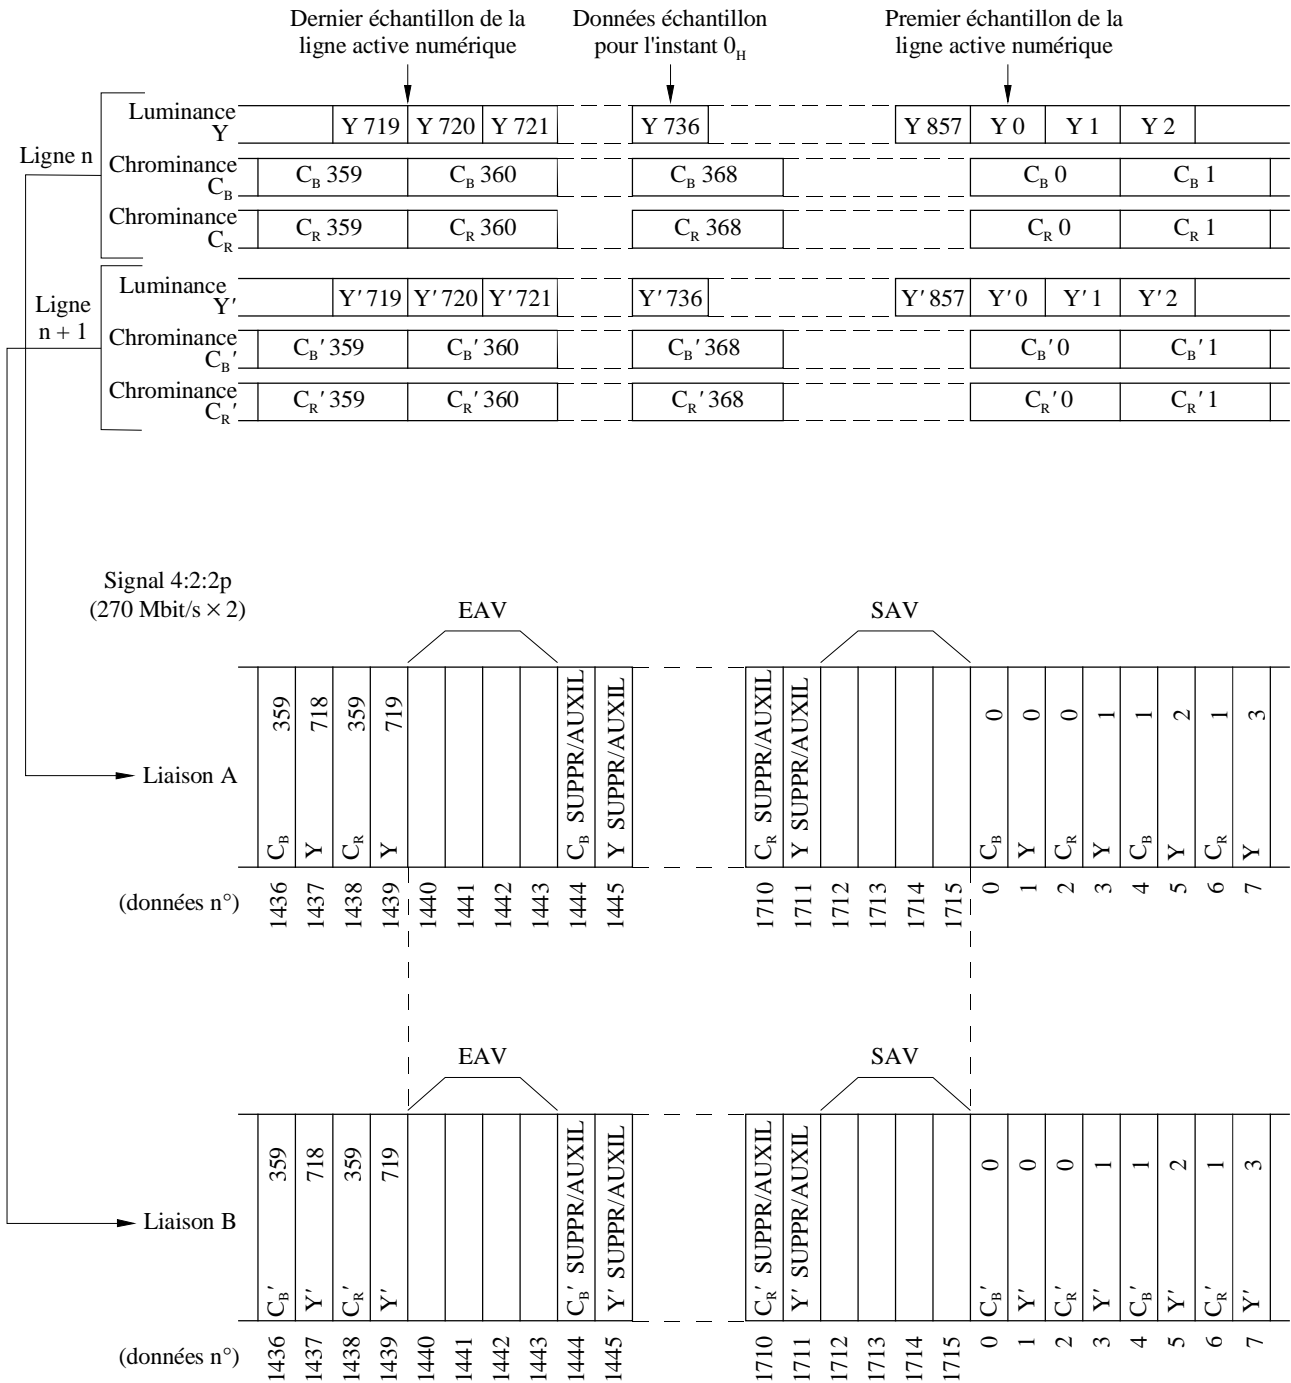 Dernier échantillon de la
ligne active numérique
Données échantillon
pour l'instant 0H
Premier échantillon de la
ligne active numérique
Ligne n
Luminance
Y
Y 719 Y 720 Y 721 Y 736 Y 857 Y 0 Y 1 Y 2
Chrominance
CB
CB 359 CB 360 CB 368 CB 0 CB 1
Chrominance
CR
CR 359 CR 360 CR 368 CR 0 CR 1
Ligne
n + 1
Luminance
Y′
Y′ 719 Y′ 720 Y′ 721 Y′ 736 Y′ 857 Y′ 0 Y′ 1 Y′ 2
Chrominance
CB′
CB′ 359 CB′ 360 CB′ 368 CB′ 0 CB′ 1
Chrominance
CR′
CR′ 359 CR′ 360 CR′ 368 CR′ 0 CR′ 1
Signal 4:2:2p
(270 Mbit/s × 2)
EAV SAV
Liaison A
CB 359
Y 718
CR 359
Y 719
CB SUPPR/AUXIL
Y SUPPR/AUXIL
CR SUPPR/AUXIL
Y SUPPR/AUXIL
CB 0
Y 0
CR 0
Y 1
CB 1
Y 2
CR 1
Y 3
(données n°)
1436 1437 1438 1439 1440 1441 1442 1443 1444 1445 1710 1711 1712 1713 1714 1715 0 1 2 3 4 5 6 7
EAV SAV
Liaison B
CB′ 359
Y′ 718
CR′ 359
Y′ 719
CB′ SUPPR/AUXIL
Y′ SUPPR/AUXIL
CR′ SUPPR/AUXIL
Y′ SUPPR/AUXIL
CB′ 0
Y′ 0
CR′ 0
Y′ 1
CB′ 1
Y′ 2
CR′ 1
Y′ 3
(données n°)
1436 1437 1438 1439 1440 1441 1442 1443 1444 1445 1710 1711 1712 1713 1714 1715 0 1 2 3 4 5 6 7